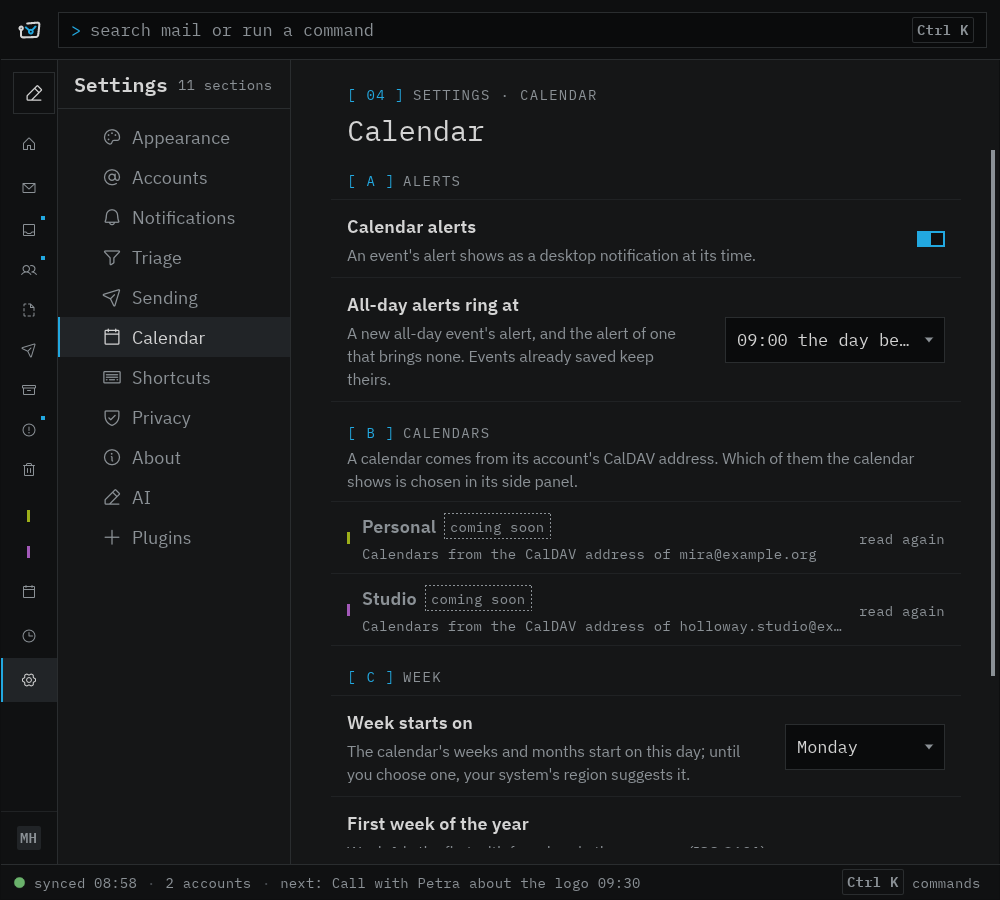 > search mail or run a command
Ctrl K
Settings 11 sections
Appearance
Accounts
Notifications
Triage
Sending
Calendar
Shortcuts
Privacy
About
AI
Plugins
MH
[ 04 ] SETTINGS · CALENDAR
Calendar
[ A ] ALERTS
Calendar alerts
An event's alert shows as a desktop notification at its time.
All-day alerts ring at
A new all-day event's alert, and the alert of one
that brings none. Events already saved keep
theirs.
09:00 the day be…
[ B ] CALENDARS
A calendar comes from its account's CalDAV address. Which of them the calendar
shows is chosen in its side panel.
Personal coming soon
Calendars from the CalDAV address of mira@example.org
read again
Studio coming soon
Calendars from the CalDAV address of holloway.studio@ex…
read again
[ C ] WEEK
Week starts on
The calendar's weeks and months start on this day; until
you choose one, your system's region suggests it.
Monday
First week of the year
synced 08:58 · 2 accounts · next: Call with Petra about the logo 09:30
Ctrl K commands